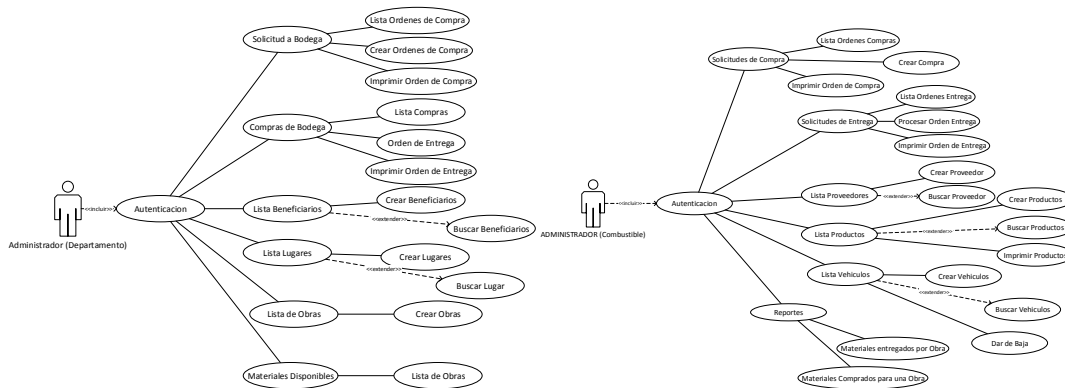 Lista Ordenes de Compra
Solicitud a Bodega
Crear Ordenes de Compra
Imprimir Orden de Compra
Lista Compras
Compras de Bodega
Orden de Entrega
Imprimir Orden de Entrega
Crear Beneficiarios
<<incluir>>
Autenticacion
Lista Beneficiarios
<<extender>>
Buscar Beneficiarios
Administrador (Departamento)
Lista Lugares
Crear Lugares
<<extender>>
Buscar Lugar
Lista de Obras
Crear Obras
Materiales Disponibles
Lista de Obras
Lista Ordenes Compras
Solicitudes de Compra
Crear Compra
Imprimir Orden de Compra
Lista Ordenes Entrega
Solicitudes de Entrega
Procesar Orden Entrega
Imprimir Orden de Entrega
Crear Proveedor
Lista Proveedores
<<extender>>
Buscar Proveedor
Crear Productos
<<incluir>>
Autenticacion
ADMINISTRADOR (Combustible)
Lista Productos
<<extender>>
Buscar Productos
Imprimir Productos
Lista Vehiculos
Crear Vehiculos
<<extender>>
Buscar Vehiculos
Reportes
Dar de Baja
Materiales entregados por Obra
Materiales Comprados para una Obra